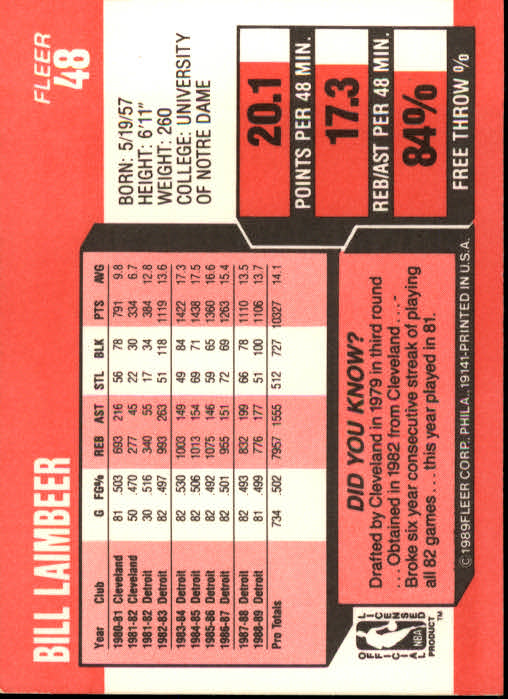 FLEER
48
BILL LAIMBEER
BORN: 5/19/57
HEIGHT: 6'11"
WEIGHT: 260
COLLEGE: UNIVERSITY
OF NOTRE DAME
Year Club G FG% REB AST STL BLK PTS AVG
1980-81 Cleveland 81 .503 693 216 56 78 791 9.8
1981-82 Cleveland 50 .470 277 45 22 30 334 6.7
1981-82 Detroit 30 .516 340 55 17 34 384 12.8
1982-83 Detroit 82 .497 993 263 51 118 1119 13.6
1983-84 Detroit 82 .530 1003 149 49 84 1422 17.3
1984-85 Detroit 82 .506 1013 154 69 71 1438 17.5
1985-86 Detroit 82 .492 1075 146 59 65 1360 16.6
1986-87 Detroit 82 .501 955 151 72 69 1263 15.4
1987-88 Detroit 82 .493 832 199 66 78 1110 13.5
1988-89 Detroit 81 .499 776 177 51 100 1106 13.7
Pro Totals 734 .502 7957 1555 512 727 10327 14.1
20.1
POINTS PER 48 MIN.
17.3
REB/AST PER 48 MIN.
84%
FREE THROW %
DID YOU KNOW?
Drafted by Cleveland in 1979 in third round
. . . Obtained in 1982 from Cleveland . . .
Broke six year consecutive streak of playing
all 82 games . . . this year played in 81.
OFFICIAL LICENSED
NBA
PRODUCT™
© 1989 FLEER CORP., PHILA., 19141-PRINTED IN U.S.A.